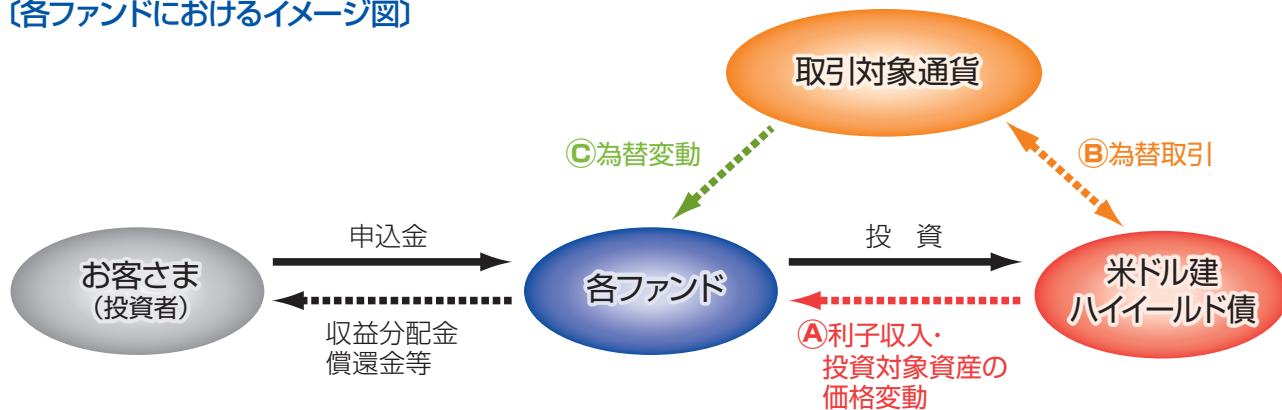 〔各ファンドにおけるイメージ図〕
取引対象通貨
Ⓒ為替変動
Ⓑ為替取引
申込金
投　資
お客さま
（投資者）
各ファンド
米ドル建
ハイイールド債
収益分配金
償還金等
Ⓐ利子収入・
投資対象資産の
価格変動